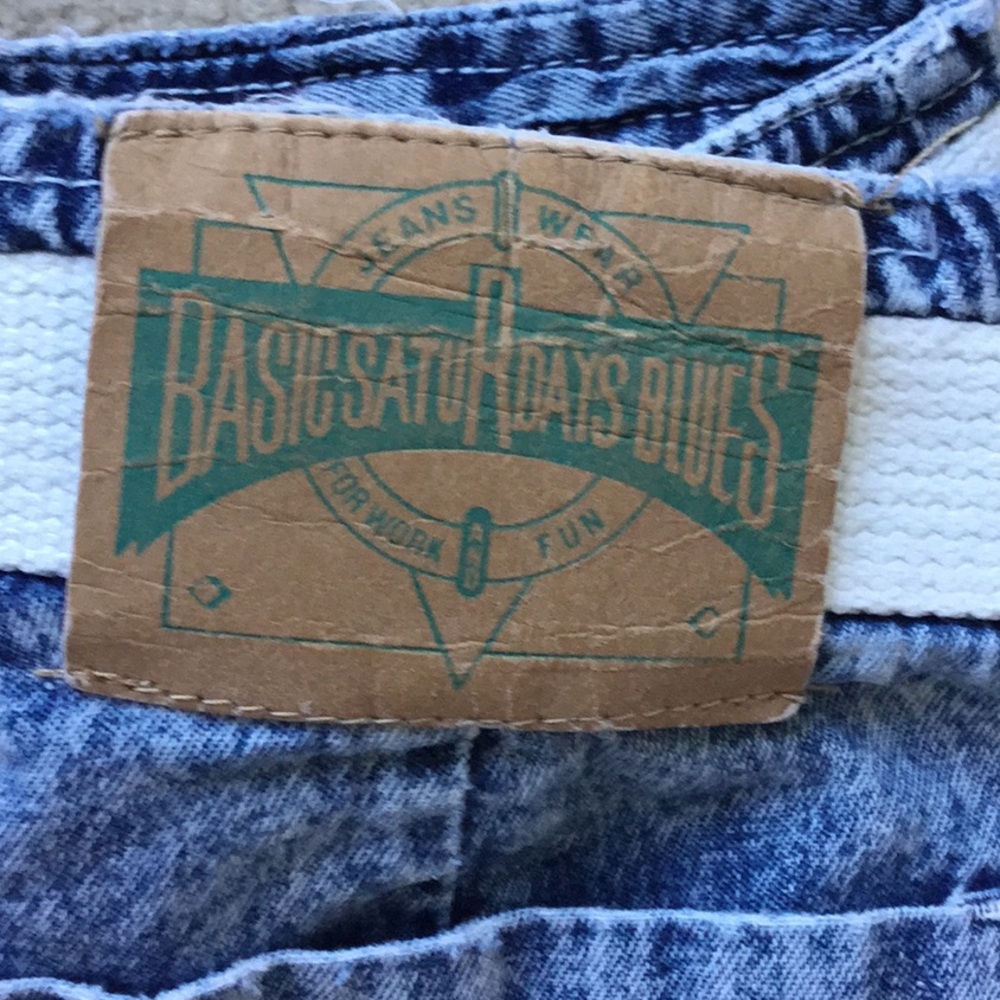 JEANS WEAR
BASIC SATURDAYS BLUES
FOR WORK AND FUN